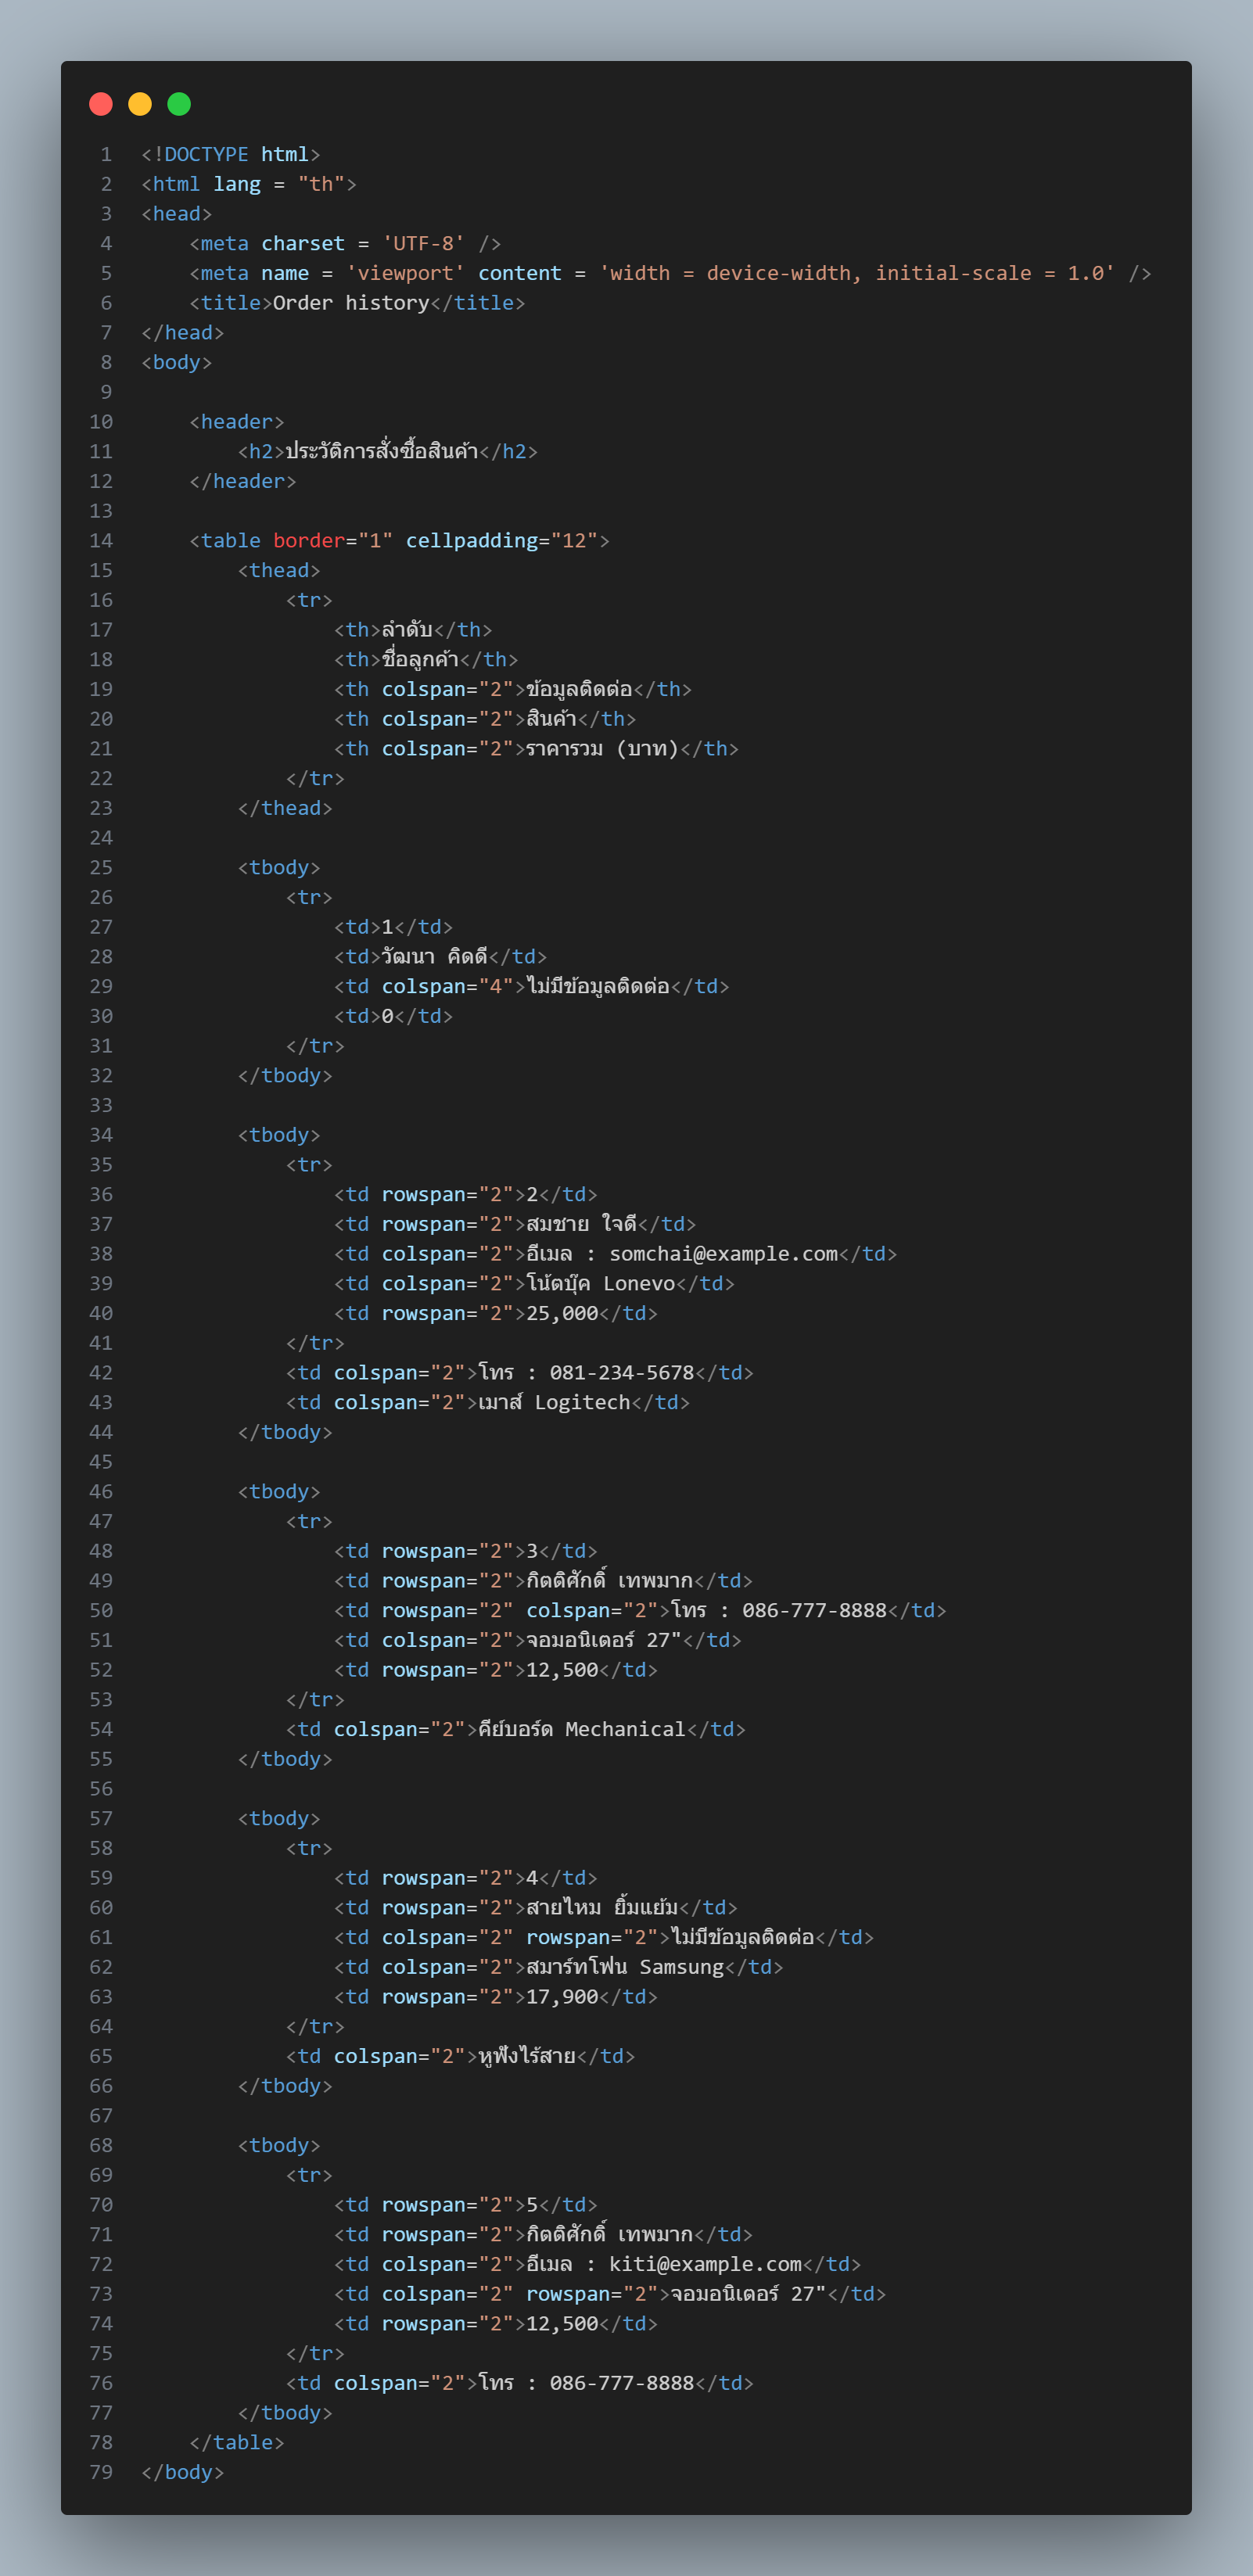 1 <!DOCTYPE html>
2 <html lang = "th">
3 <head>
4     <meta charset = 'UTF-8' />
5     <meta name = 'viewport' content = 'width = device-width, initial-scale = 1.0' />
6     <title>Order history</title>
7 </head>
8 <body>
9
10     <header>
11         <h2>ประวัติการสั่งซื้อสินค้า</h2>
12     </header>
13
14     <table border="1" cellpadding="12">
15         <thead>
16             <tr>
17                 <th>ลำดับ</th>
18                 <th>ชื่อลูกค้า</th>
19                 <th colspan="2">ข้อมูลติดต่อ</th>
20                 <th colspan="2">สินค้า</th>
21                 <th colspan="2">ราคารวม (บาท)</th>
22             </tr>
23         </thead>
24
25         <tbody>
26             <tr>
27                 <td>1</td>
28                 <td>วัฒนา คิดดี</td>
29                 <td colspan="4">ไม่มีข้อมูลติดต่อ</td>
30                 <td>0</td>
31             </tr>
32         </tbody>
33
34         <tbody>
35             <tr>
36                 <td rowspan="2">2</td>
37                 <td rowspan="2">สมชาย ใจดี</td>
38                 <td colspan="2">อีเมล : somchai@example.com</td>
39                 <td colspan="2">โน้ตบุ๊ค Lonevo</td>
40                 <td rowspan="2">25,000</td>
41             </tr>
42             <td colspan="2">โทร : 081-234-5678</td>
43             <td colspan="2">เมาส์ Logitech</td>
44         </tbody>
45
46         <tbody>
47             <tr>
48                 <td rowspan="2">3</td>
49                 <td rowspan="2">กิตติศักดิ์ เทพมาก</td>
50                 <td rowspan="2" colspan="2">โทร : 086-777-8888</td>
51                 <td colspan="2">จอมอนิเตอร์ 27"</td>
52                 <td rowspan="2">12,500</td>
53             </tr>
54             <td colspan="2">คีย์บอร์ด Mechanical</td>
55         </tbody>
56
57         <tbody>
58             <tr>
59                 <td rowspan="2">4</td>
60                 <td rowspan="2">สายไหม ยิ้มแย้ม</td>
61                 <td colspan="2" rowspan="2">ไม่มีข้อมูลติดต่อ</td>
62                 <td colspan="2">สมาร์ทโฟน Samsung</td>
63                 <td rowspan="2">17,900</td>
64             </tr>
65             <td colspan="2">หูฟังไร้สาย</td>
66         </tbody>
67
68         <tbody>
69             <tr>
70                 <td rowspan="2">5</td>
71                 <td rowspan="2">กิตติศักดิ์ เทพมาก</td>
72                 <td colspan="2">อีเมล : kiti@example.com</td>
73                 <td colspan="2" rowspan="2">จอมอนิเตอร์ 27"</td>
74                 <td rowspan="2">12,500</td>
75             </tr>
76             <td colspan="2">โทร : 086-777-8888</td>
77         </tbody>
78     </table>
79 </body>